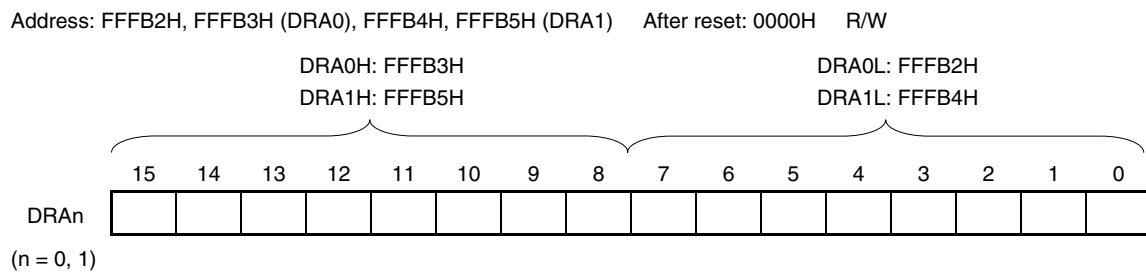 Address: FFFB2H, FFFB3H (DRA0), FFFB4H, FFFB5H (DRA1) After reset: 0000H R/W
DRA0H: FFFB3H DRA0L: FFFB2H
DRA1H: FFFB5H DRA1L: FFFB4H
15 14 13 12 11 10 9 8 7 6 5 4 3 2 1 0
DRAn
(n = 0, 1)